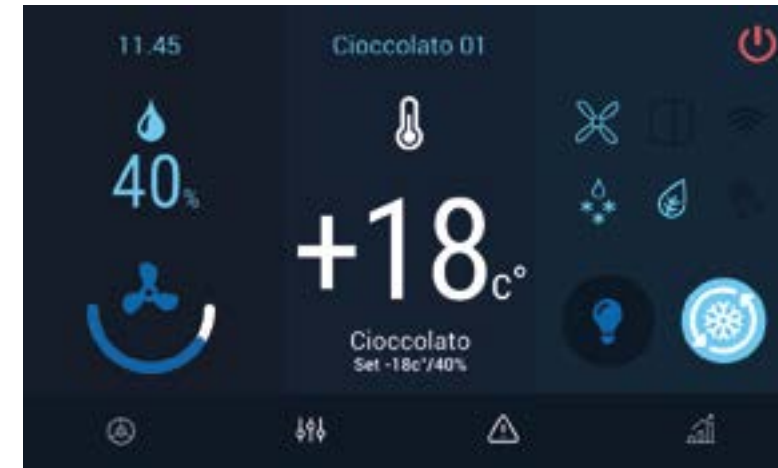 11.45
Cioccolato 01
40%
+18c°
Cioccolato
Set -18c°/40%